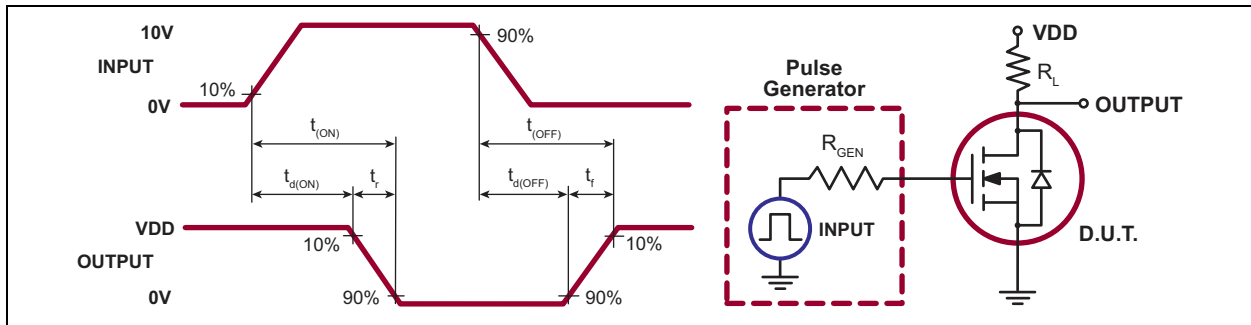 10V
INPUT
0V
10%
90%
t(ON)
t(OFF)
td(ON)
tr
td(OFF)
tf
VDD
OUTPUT
0V
10%
90%
90%
10%
Pulse
Generator
RGEN
INPUT
VDD
RL
OUTPUT
D.U.T.